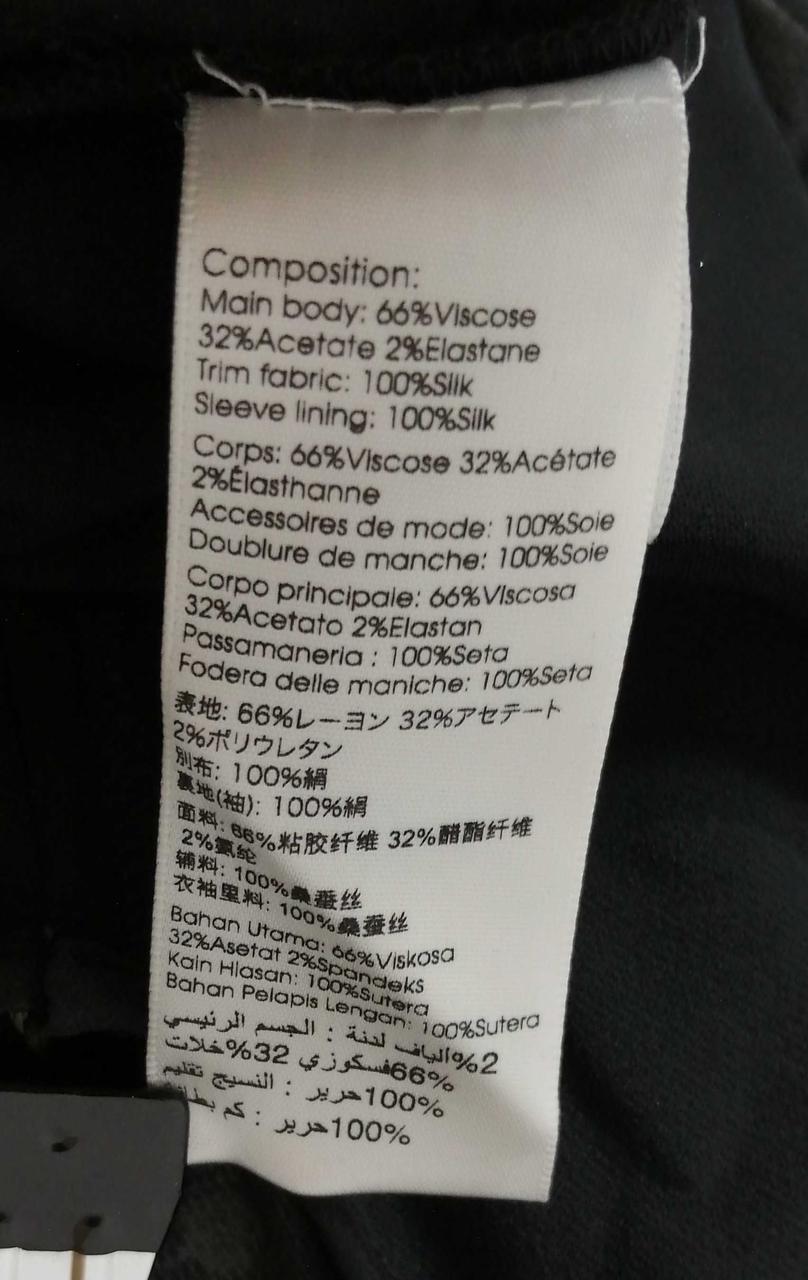 Composition:
Main body: 66%Viscose
32%Acetate 2%Elastane
Trim fabric: 100%Silk
Sleeve lining: 100%Silk
Corps: 66%Viscose 32%Acétate
2%Élasthanne
Accessoires de mode: 100%Soie
Doublure de manche: 100%Soie
Corpo principale: 66%Viscosa
32%Acetato 2%Elastan
Passamaneria : 100%Seta
Fodera delle maniche: 100%Seta
表地: 66%レーヨン 32%アセテート
2%ポリウレタン
別布: 100%絹
裏地(袖): 100%絹
面料: 66%粘胶纤维 32%醋酯纤维
2%氨纶
辅料: 100%桑蚕丝
衣袖里料: 100%桑蚕丝
Bahan Utama: 66%Viskosa
32%Asetat 2%Spandeks
Kain Hiasan: 100%Sutera
Bahan Pelapis Lengan: 100%Sutera
الجسم الرئيسي : الياف لدنة%2
66%فسكوزي 32%خلات
النسيج تقليم : حرير100%
كم : حرير100%